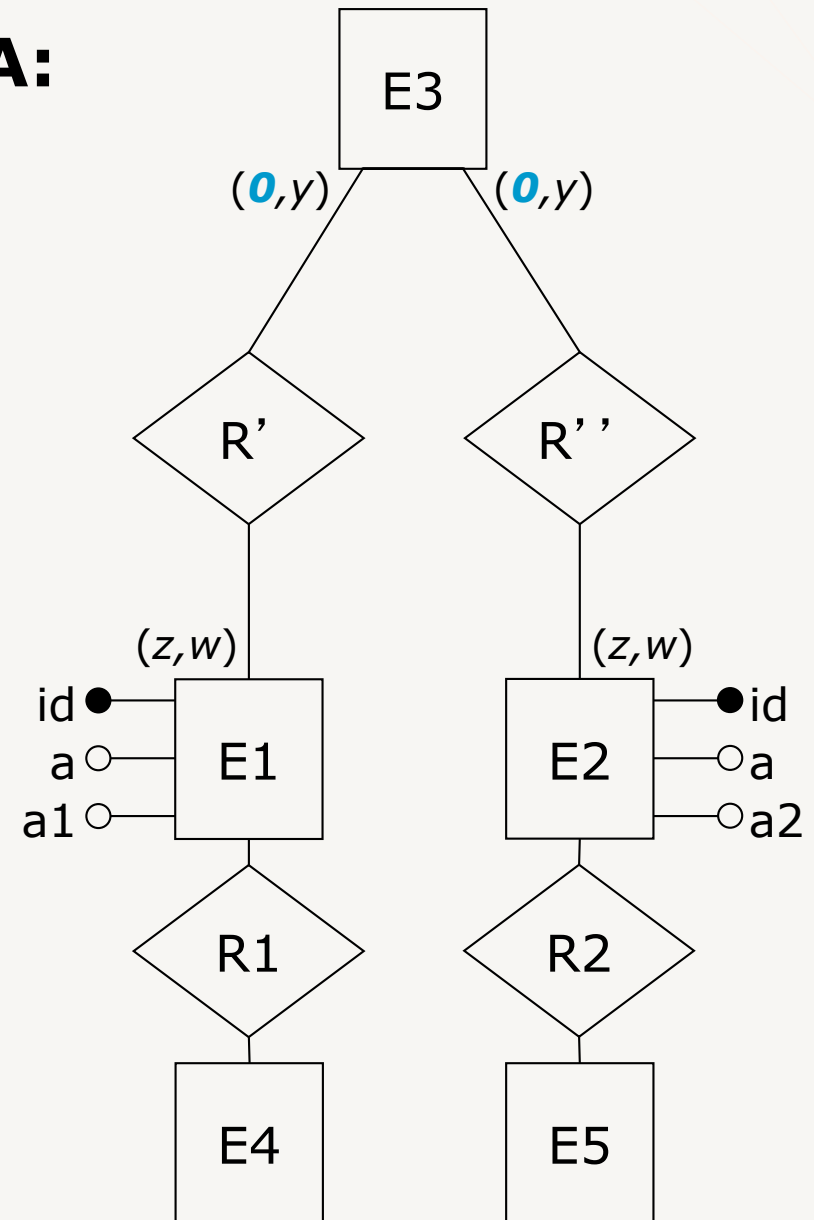 A:
E3
(0,y) (0,y)
R’ R’’
(z,w) (z,w)
id id
a E1 E2 a
a1 a2
R1 R2
E4 E5